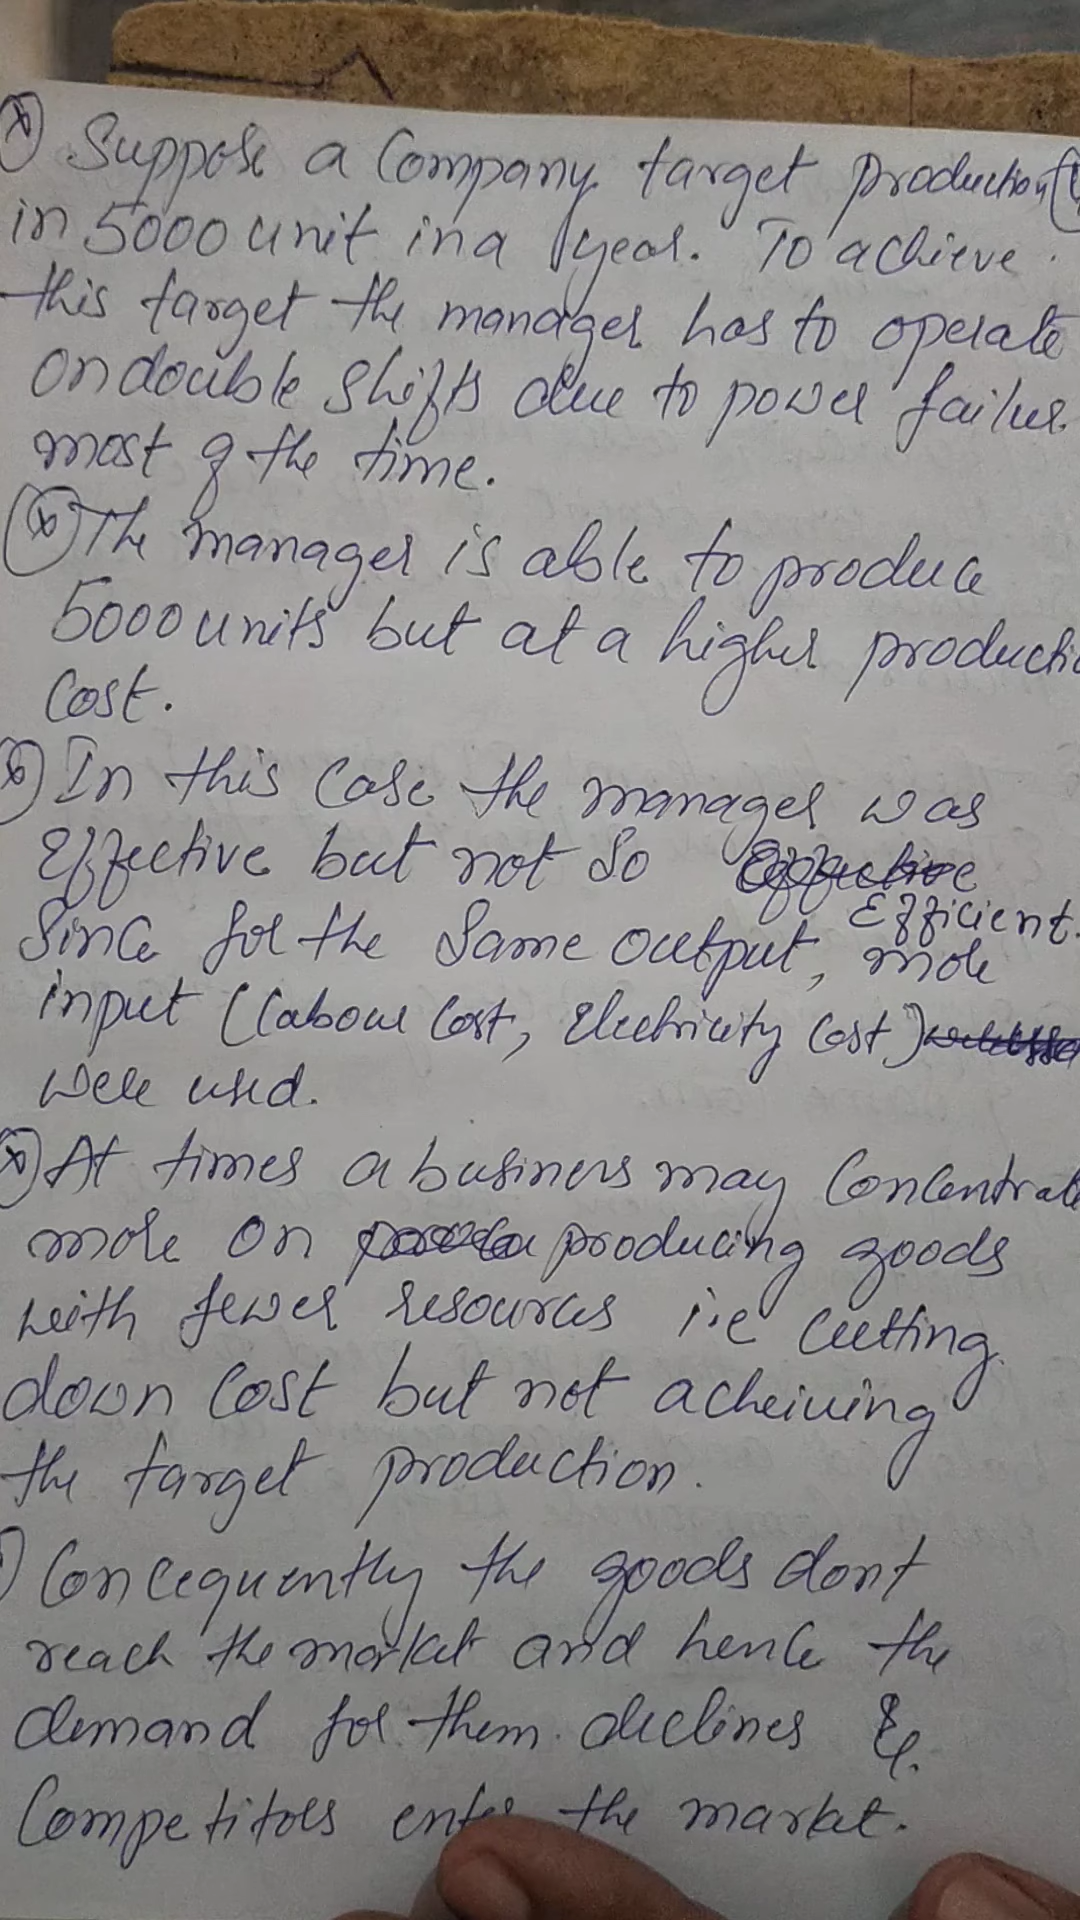 Suppose a Company target production
in 5000 unit in a year. To achieve
this target the manager has to operate
on double shifts due to power failure
most of the time.
The manager is able to produce
5000 units but at a higher producti
Cost.
In this Case the manager was
Effective but not so Effective
Efficient.
Since for the Same output, more
input (labour Cost, Electricity Cost)
were used.
At times a business may Concentrat
more on producing goods
with fewer resources i.e cutting
down Cost but not acheiving
the target production.
Concequently the goods dont
reach the market and hence the
demand for them declines &
Competitors enter the market.